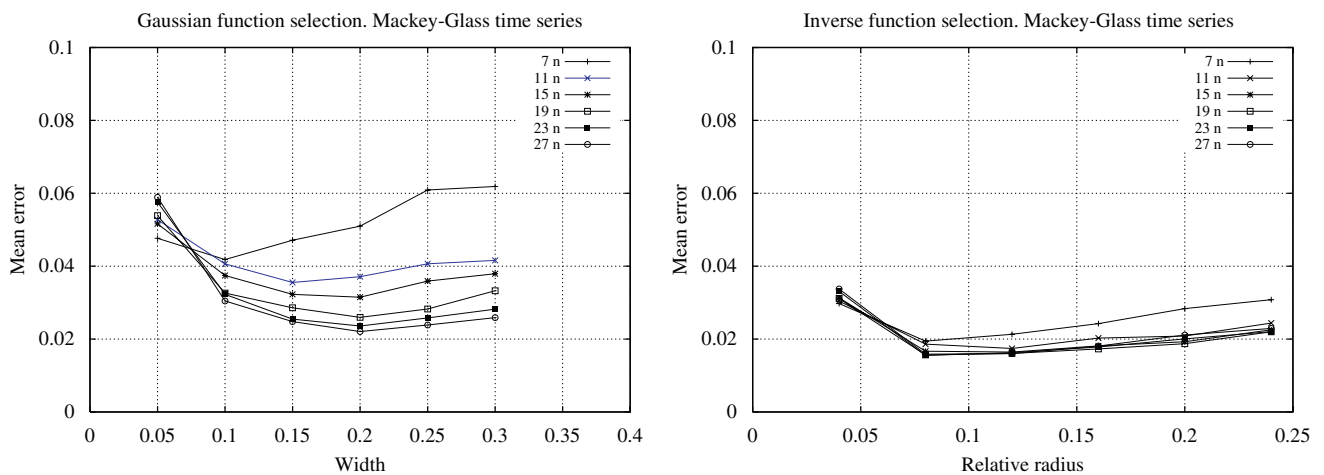 Gaussian function selection. Mackey-Glass time series
0.1
0.08
0.06
0.04
0.02
0
Mean error
7 n
11 n
15 n
19 n
23 n
27 n
0
0.05
0.1
0.15
0.2
0.25
0.3
0.35
0.4
Width
Inverse function selection. Mackey-Glass time series
0.1
0.08
0.06
0.04
0.02
0
Mean error
7 n
11 n
15 n
19 n
23 n
27 n
0
0.05
0.1
0.15
0.2
0.25
Relative radius